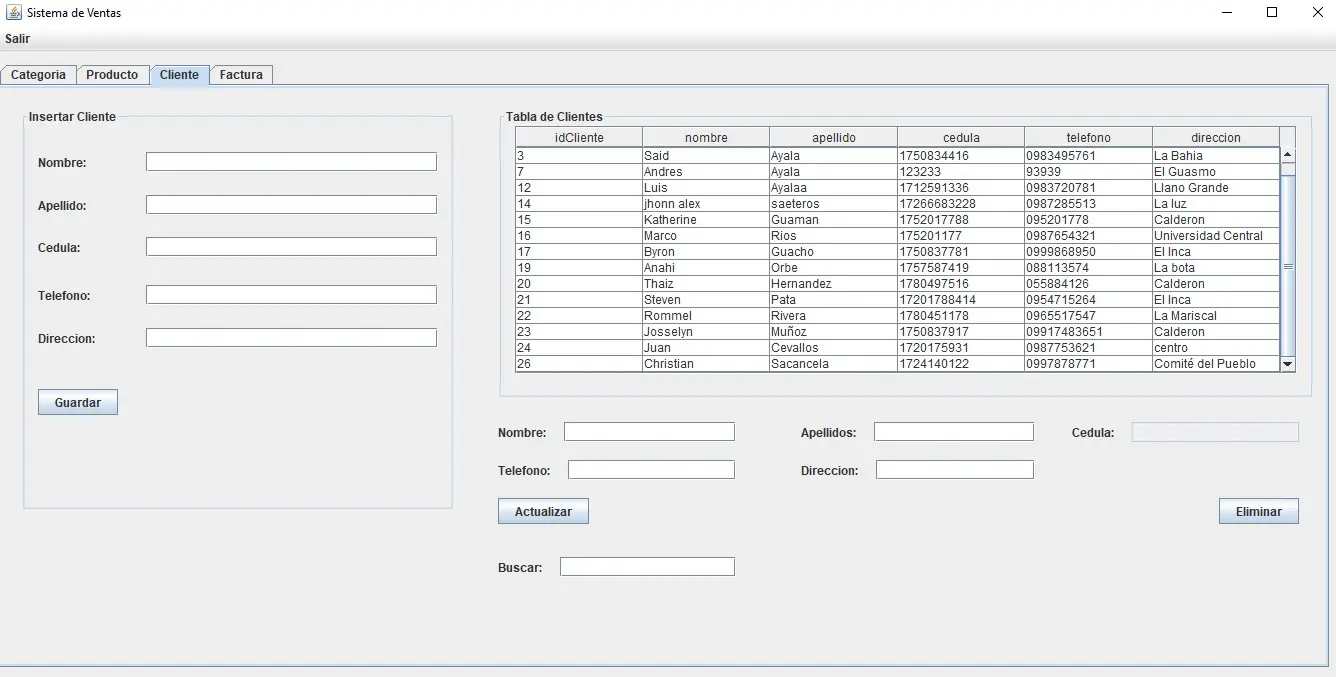 Sistema de Ventas
Salir
Categoria Producto Cliente Factura
Insertar Cliente
Nombre:
Apellido:
Cedula:
Telefono:
Direccion:
Guardar
Tabla de Clientes
idCliente nombre apellido cedula telefono direccion
3 Said Ayala 1750834416 0983495761 La Bahia
7 Andres Ayala 123233 93939 El Guasmo
12 Luis Ayalaa 1712591336 0983720781 Llano Grande
14 jhonn alex saeteros 17266683228 0987285513 La luz
15 Katherine Guaman 1752017788 095201778 Calderon
16 Marco Rios 175201177 0987654321 Universidad Central
17 Byron Guacho 1750837781 0999868950 El Inca
19 Anahi Orbe 1757587419 088113574 La bota
20 Thaiz Hernandez 1780497516 055884126 Calderon
21 Steven Pata 17201788414 0954715264 El Inca
22 Rommel Rivera 1780451178 0965517547 La Mariscal
23 Josselyn Muñoz 1750837917 09917483651 Calderon
24 Juan Cevallos 1720175931 0987753621 centro
26 Christian Sacancela 1724140122 0997878771 Comité del Pueblo
Nombre: Apellidos: Cedula:
Telefono: Direccion:
Actualizar Eliminar
Buscar: